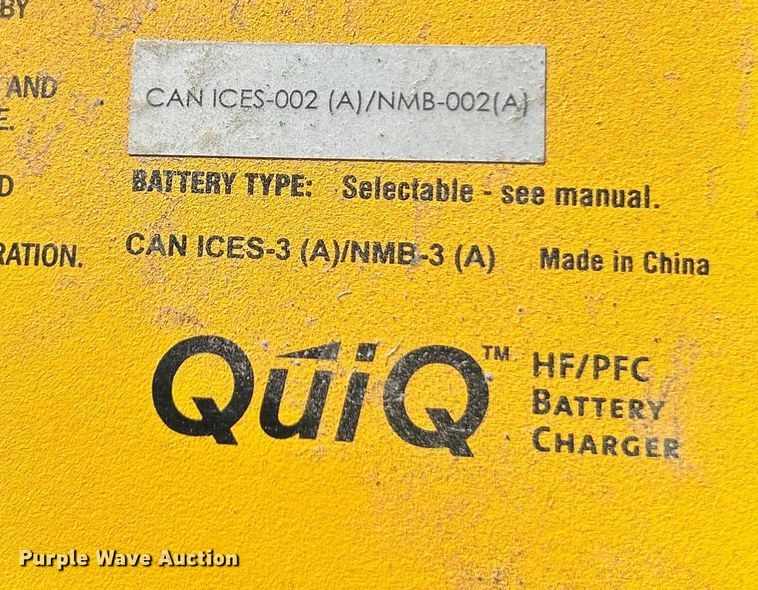 BY
AND
E.
D
RATION.
CAN ICES-002 (A)/NMB-002(A)
BATTERY TYPE: Selectable - see manual.
CAN ICES-3 (A)/NMB-3 (A) Made in China
QuiQ™ HF/PFC
BATTERY
CHARGER
Purple Wave Auction